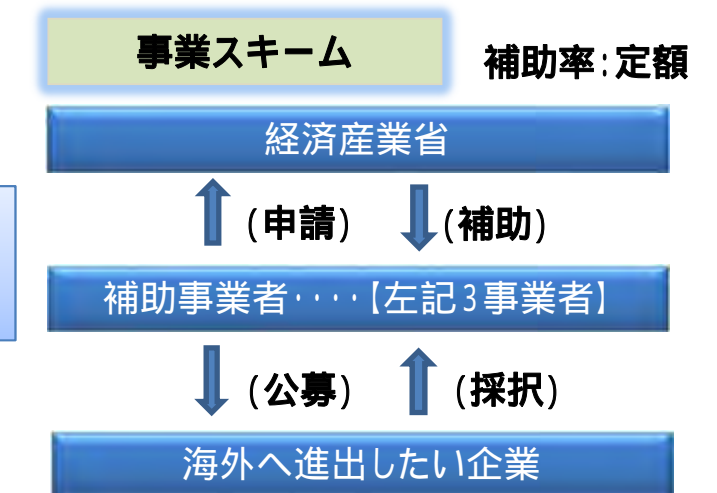 事業スキーム
補助率:定額
経済産業省
(申請) (補助)
補助事業者････【左記3事業者】
(公募) (採択)
海外へ進出したい企業